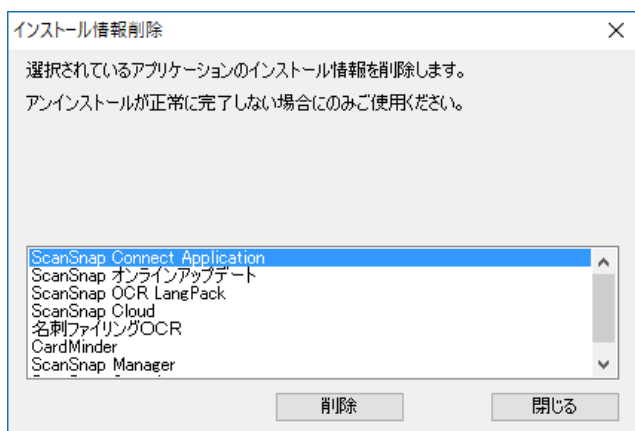 インストール情報削除
選択されているアプリケーションのインストール情報を削除します。
アンインストールが正常に完了しない場合にのみご使用ください。
ScanSnap Connect Application
ScanSnap オンラインアップデート
ScanSnap OCR LangPack
ScanSnap Cloud
名刺ファイリングOCR
CardMinder
ScanSnap Manager
削除
閉じる